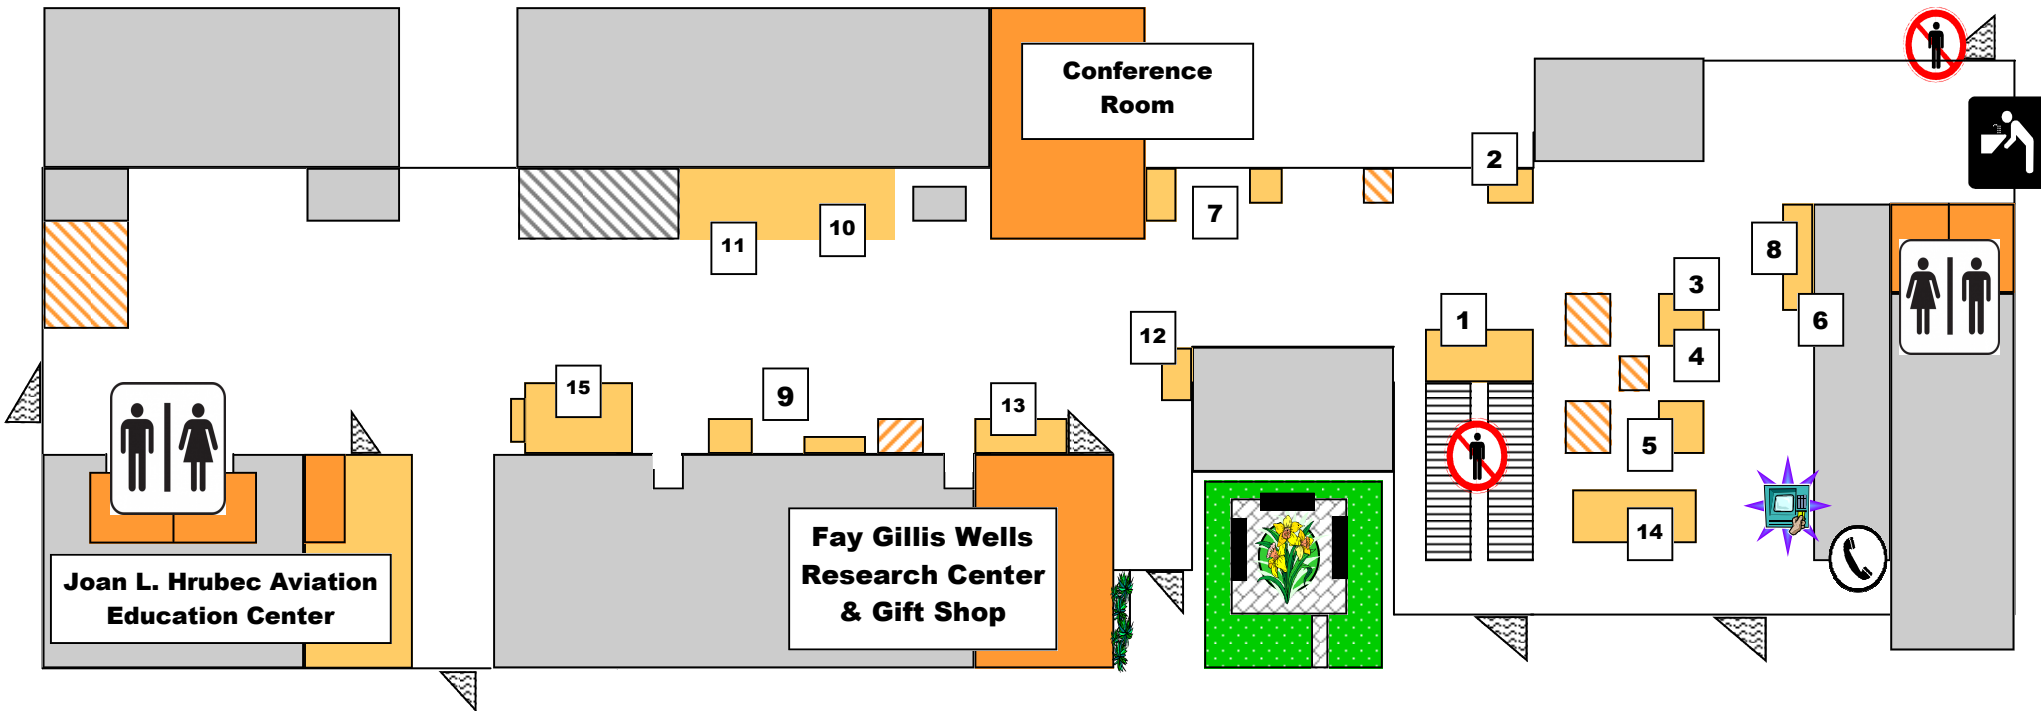 Conference
Room
2
7
10
11
8
3
6
1
4
12
15
9
13
5
14
Fay Gillis Wells
Research Center
& Gift Shop
Joan L. Hrubec Aviation
Education Center